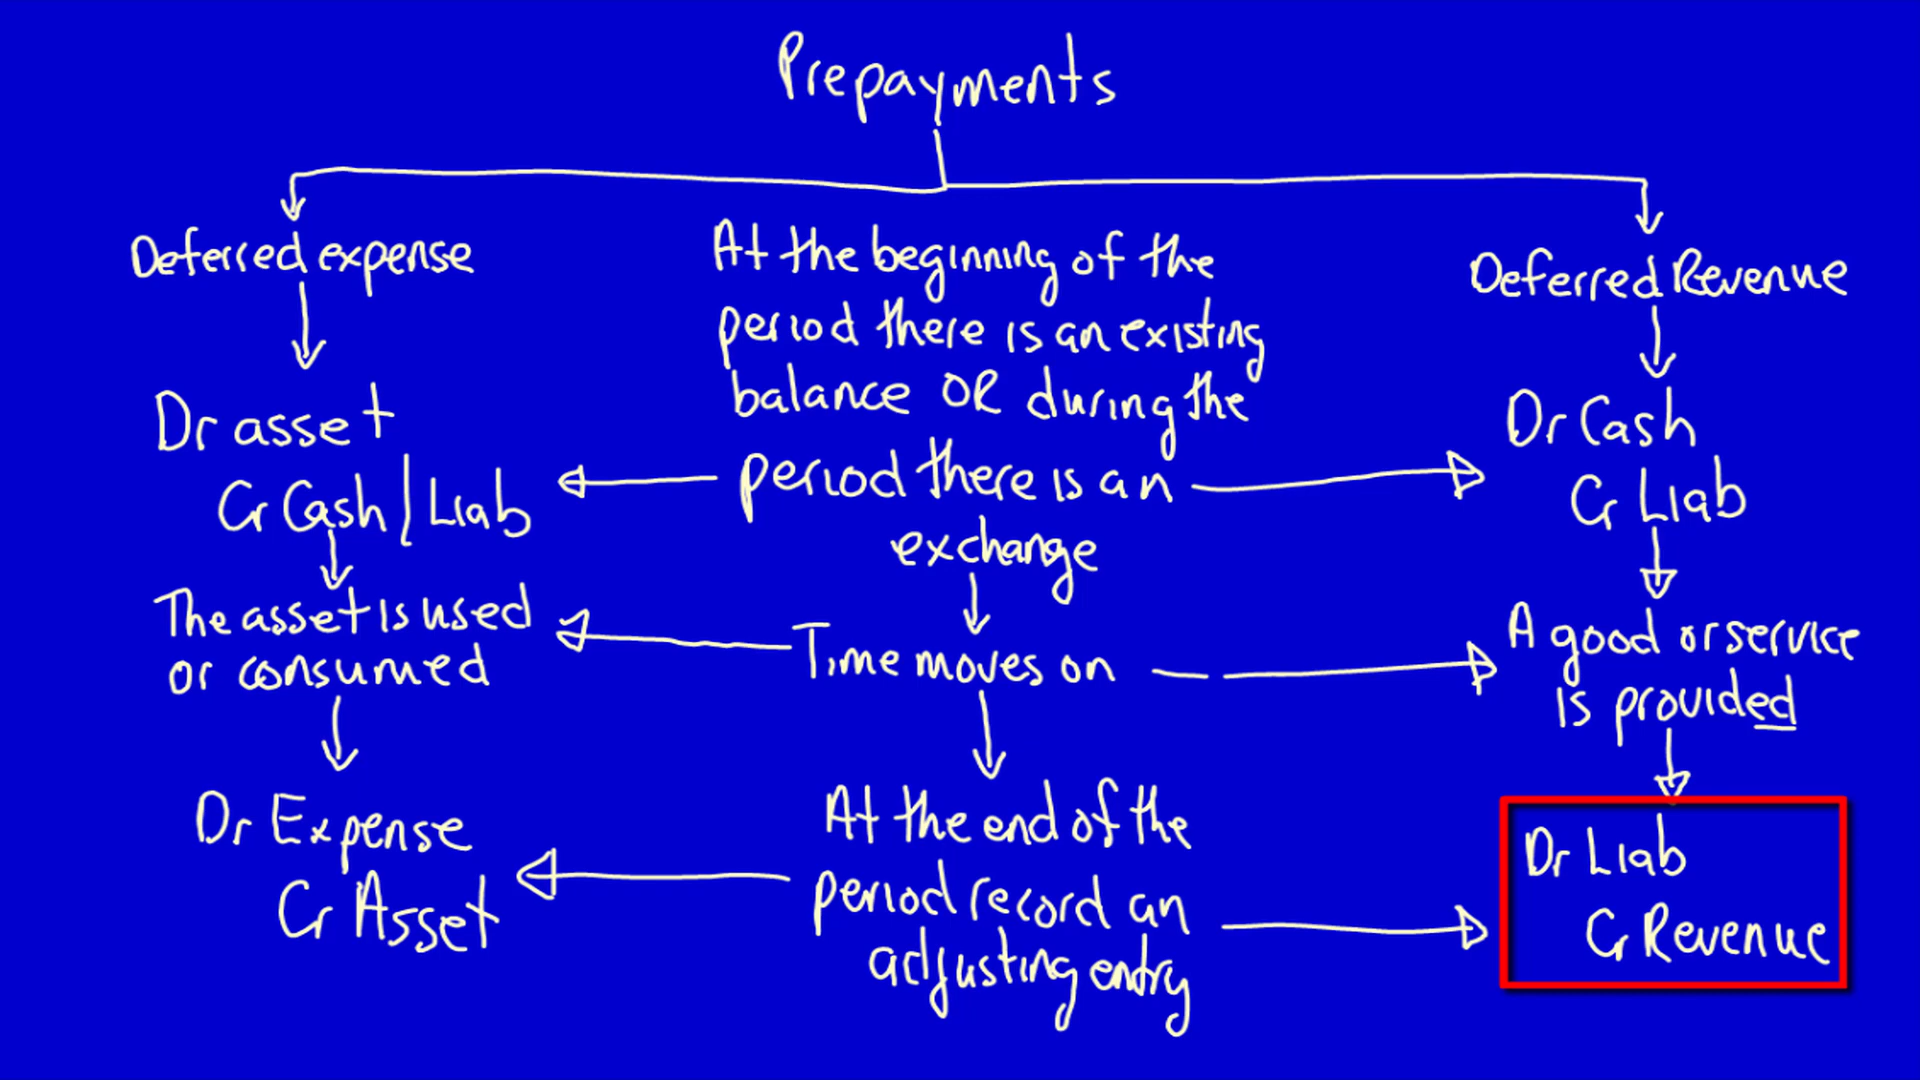 Prepayments
Deferred expense
Dr asset
Cr Cash/Liab
The asset is used
or consumed
Dr Expense
Cr Asset
At the beginning of the
period there is an existing
balance OR during the
period there is an
exchange
Time moves on
At the end of the
period record an
adjusting entry
Deferred Revenue
Dr Cash
Cr Liab
A good or service
is provided
Dr Liab
Cr Revenue